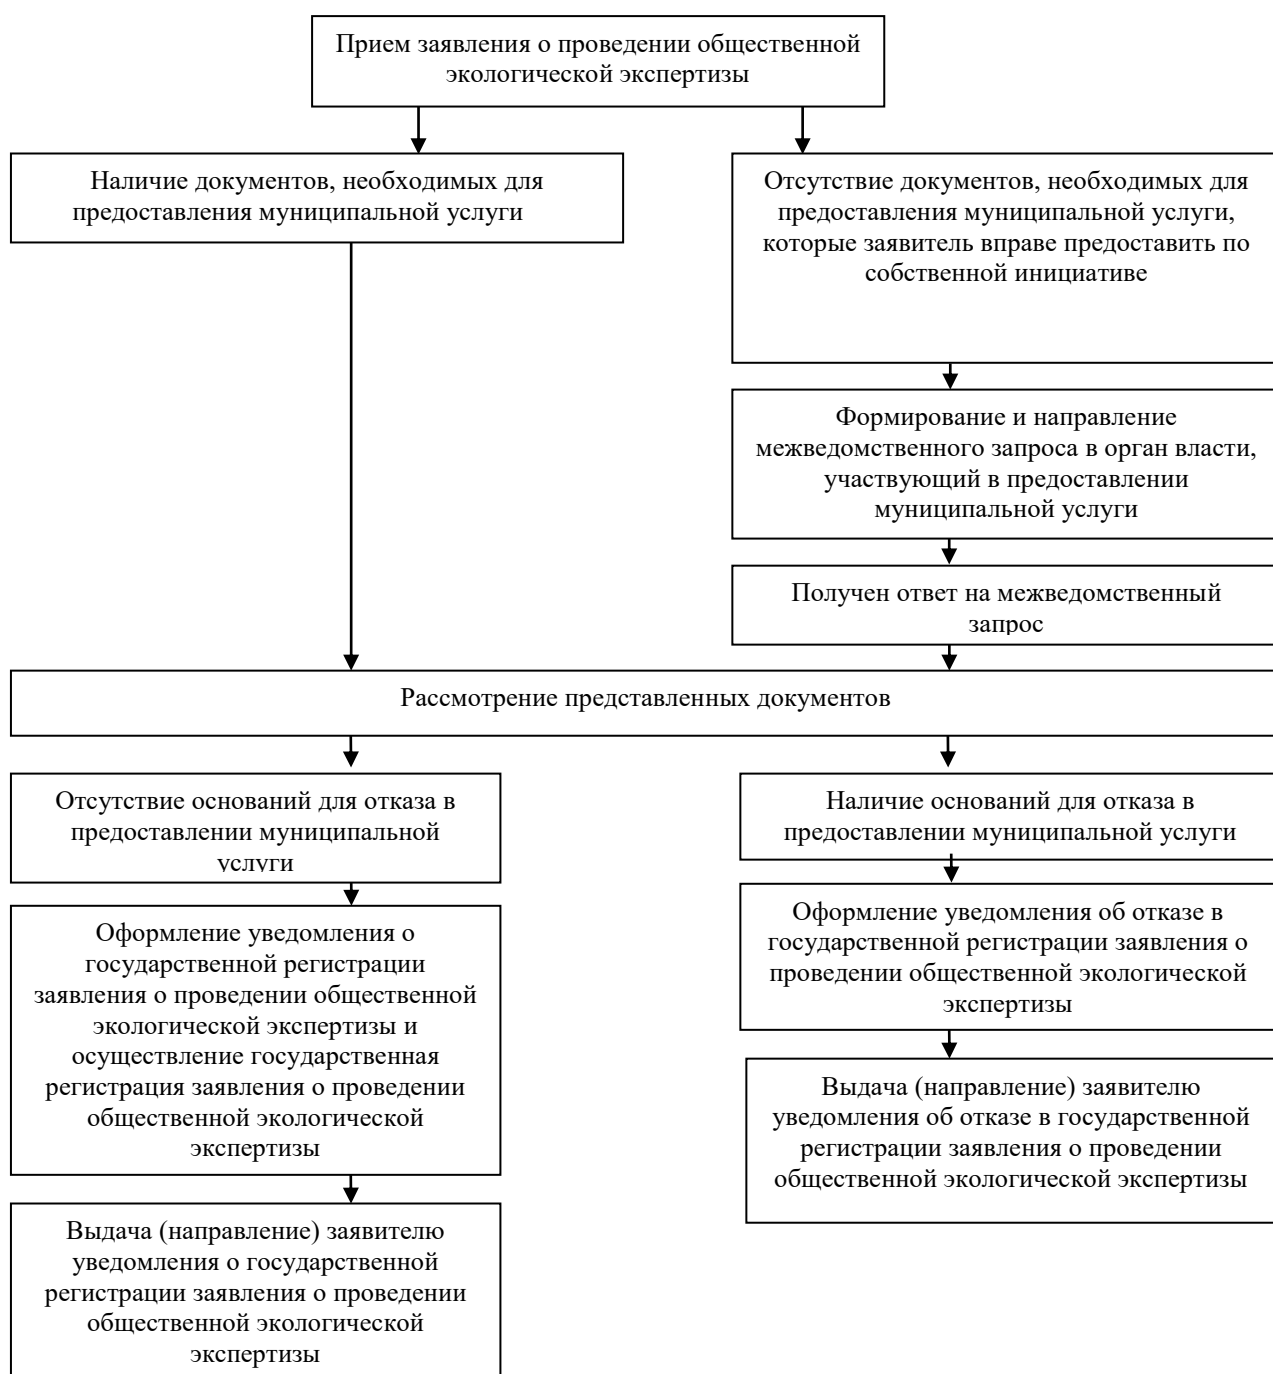 Прием заявления о проведении общественной
экологической экспертизы
Наличие документов, необходимых для
предоставления муниципальной услуги
Отсутствие документов, необходимых для
предоставления муниципальной услуги,
которые заявитель вправе предоставить по
собственной инициативе
Формирование и направление
межведомственного запроса в орган власти,
участвующий в предоставлении
муниципальной услуги
Получен ответ на межведомственный
запрос
Рассмотрение представленных документов
Отсутствие оснований для отказа в
предоставлении муниципальной
услуги
Наличие оснований для отказа в
предоставлении муниципальной услуги
Оформление уведомления о
государственной регистрации
заявления о проведении общественной
экологической экспертизы и
осуществление государственная
регистрация заявления о проведении
общественной экологической
экспертизы
Оформление уведомления об отказе в
государственной регистрации заявления о
проведении общественной экологической
экспертизы
Выдача (направление) заявителю
уведомления об отказе в государственной
регистрации заявления о проведении
общественной экологической экспертизы
Выдача (направление) заявителю
уведомления о государственной
регистрации заявления о проведении
общественной экологической
экспертизы